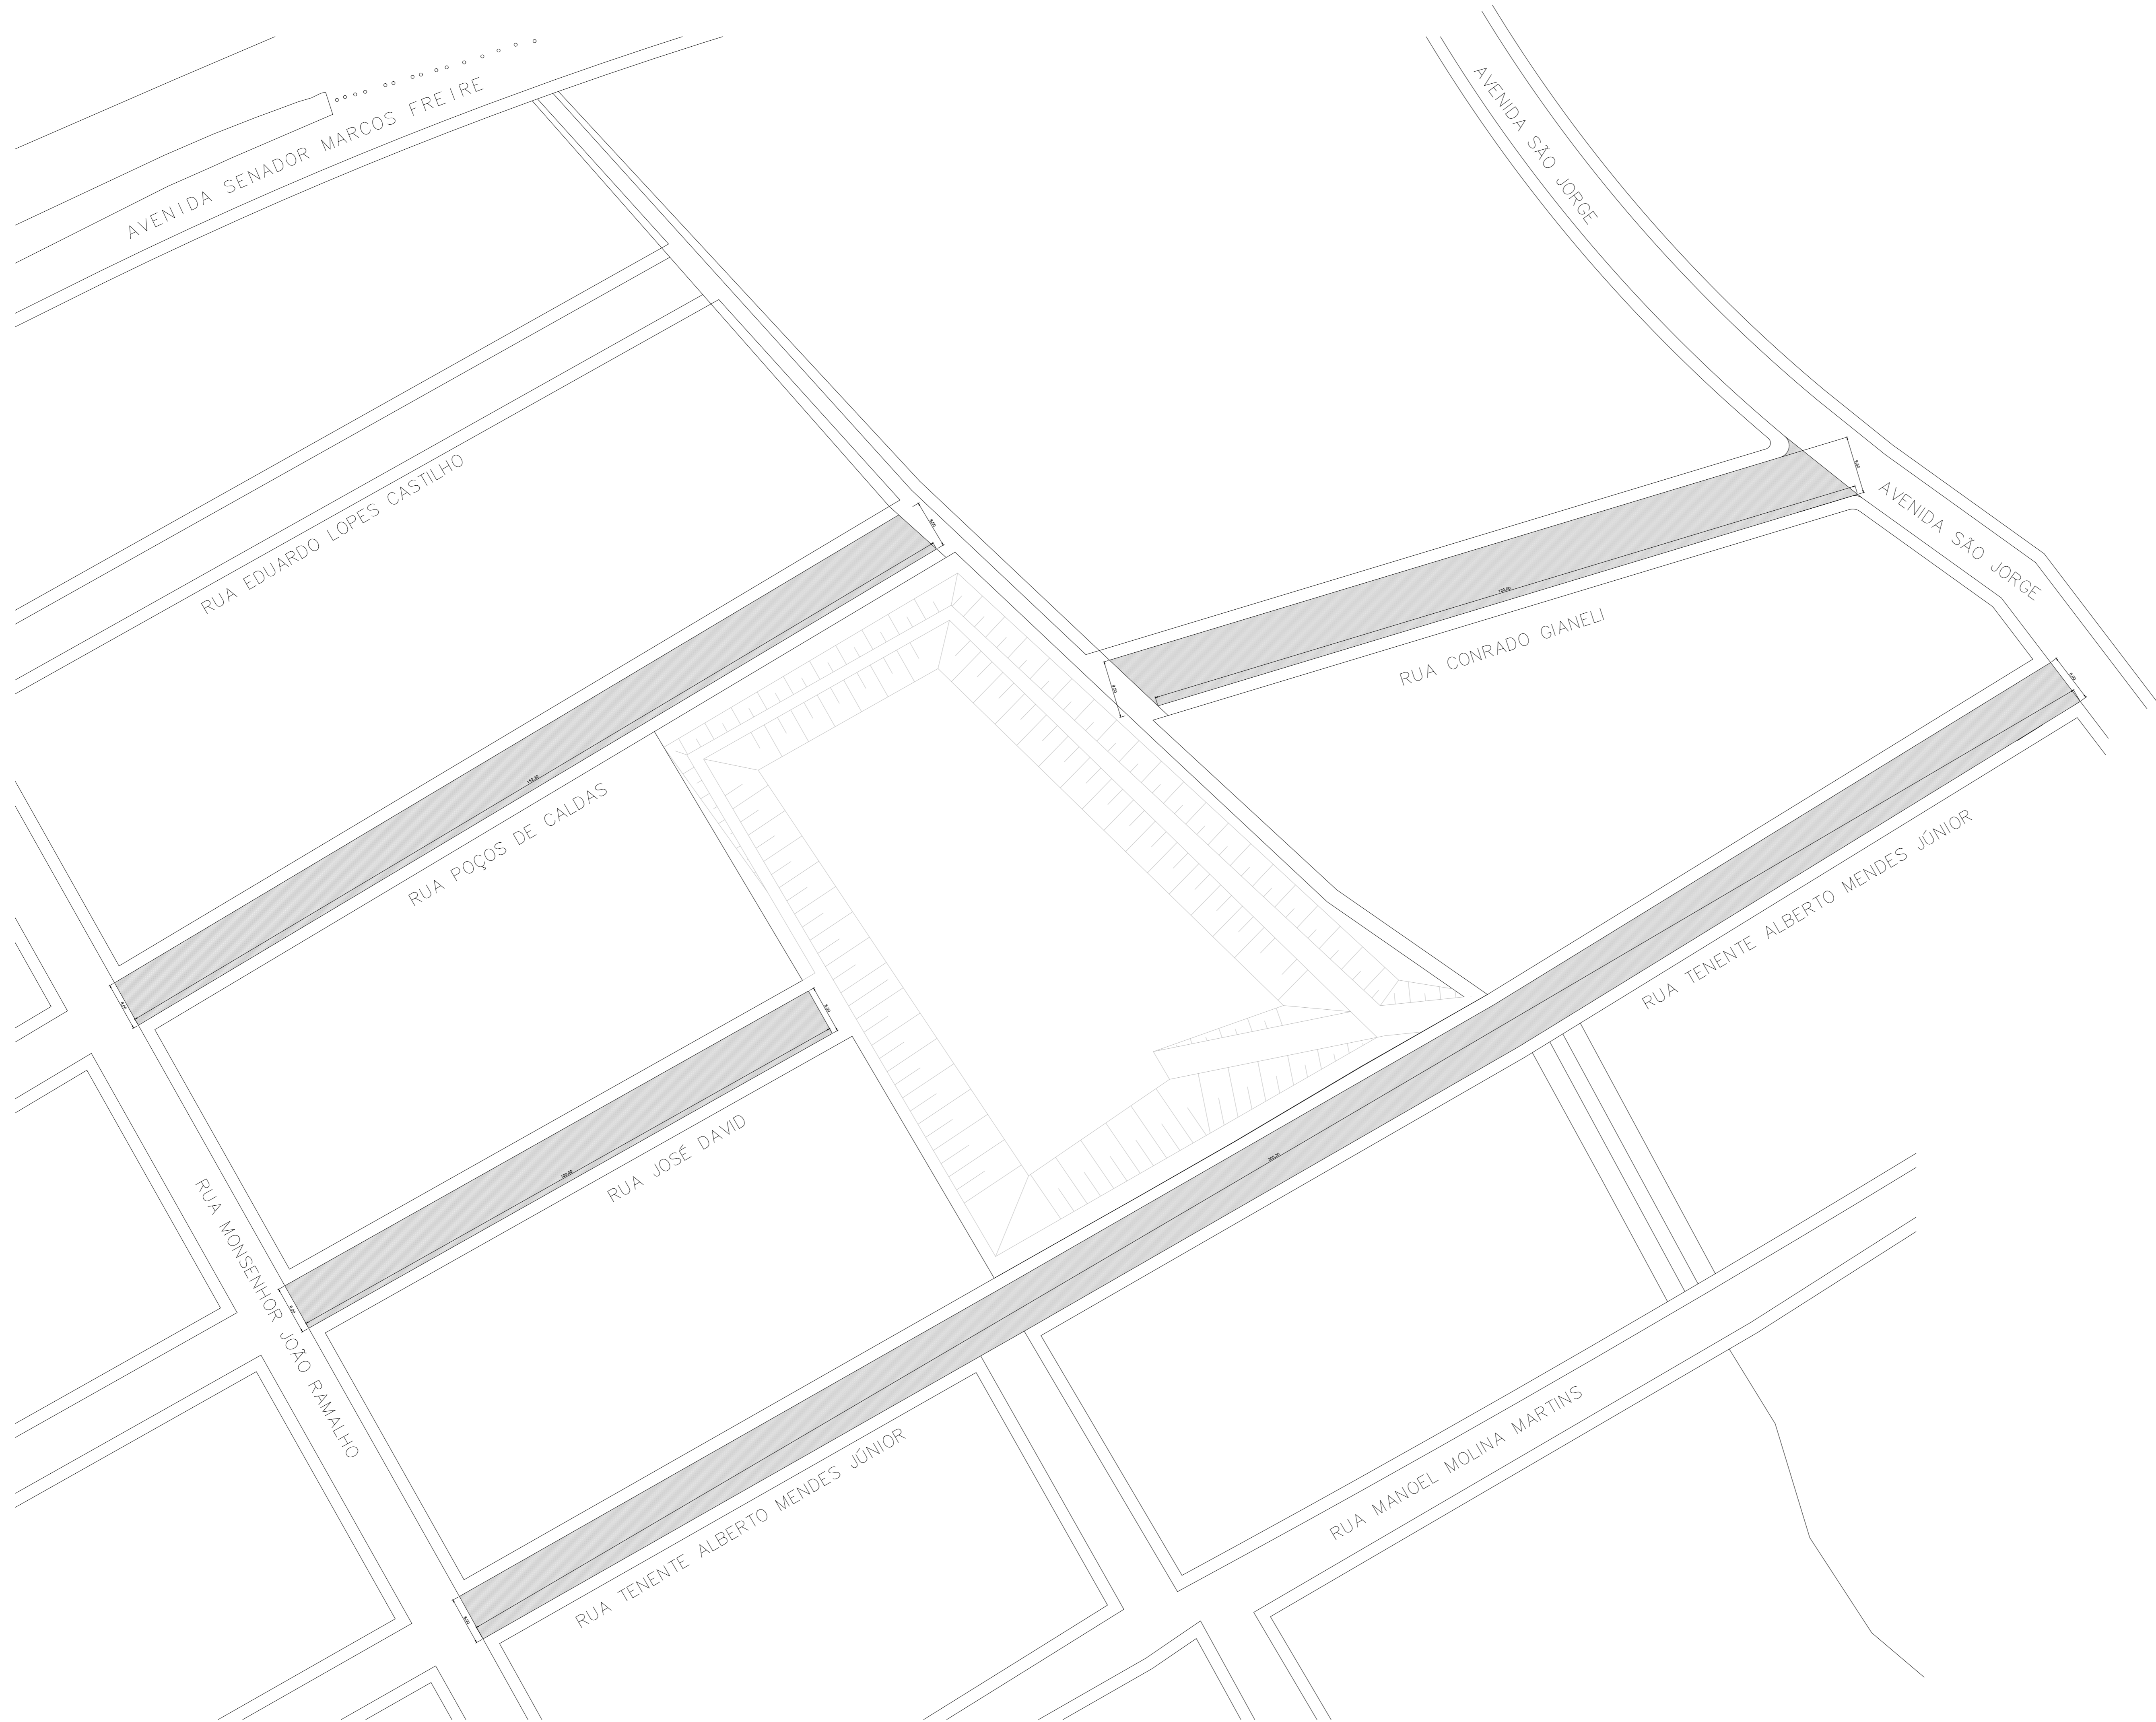 AVENIDA SENADOR MARCOS FREIRE
AVENIDA SÃO JORGE
RUA EDUARDO LOPES CASTILHO
AVENIDA SÃO JORGE
RUA CONRADO GIANELI
RUA POÇOS DE CALDAS
RUA TENENTE ALBERTO MENDES JÚNIOR
RUA JOSÉ DAVID
RUA MONSENHOR JOÃO RAMALHO
RUA MANOEL MOLINA MARTINS
RUA TENENTE ALBERTO MENDES JÚNIOR